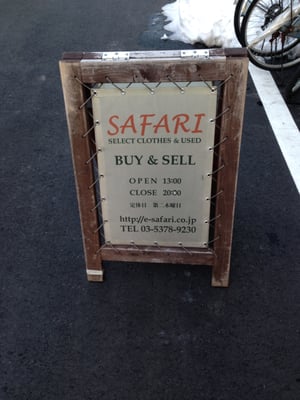 SAFARI
SELECT CLOTHES & USED
BUY & SELL
OPEN 13:00
CLOSE 20:00
定休日 第二木曜日
http://e-safari.co.jp
TEL 03-5378-9230